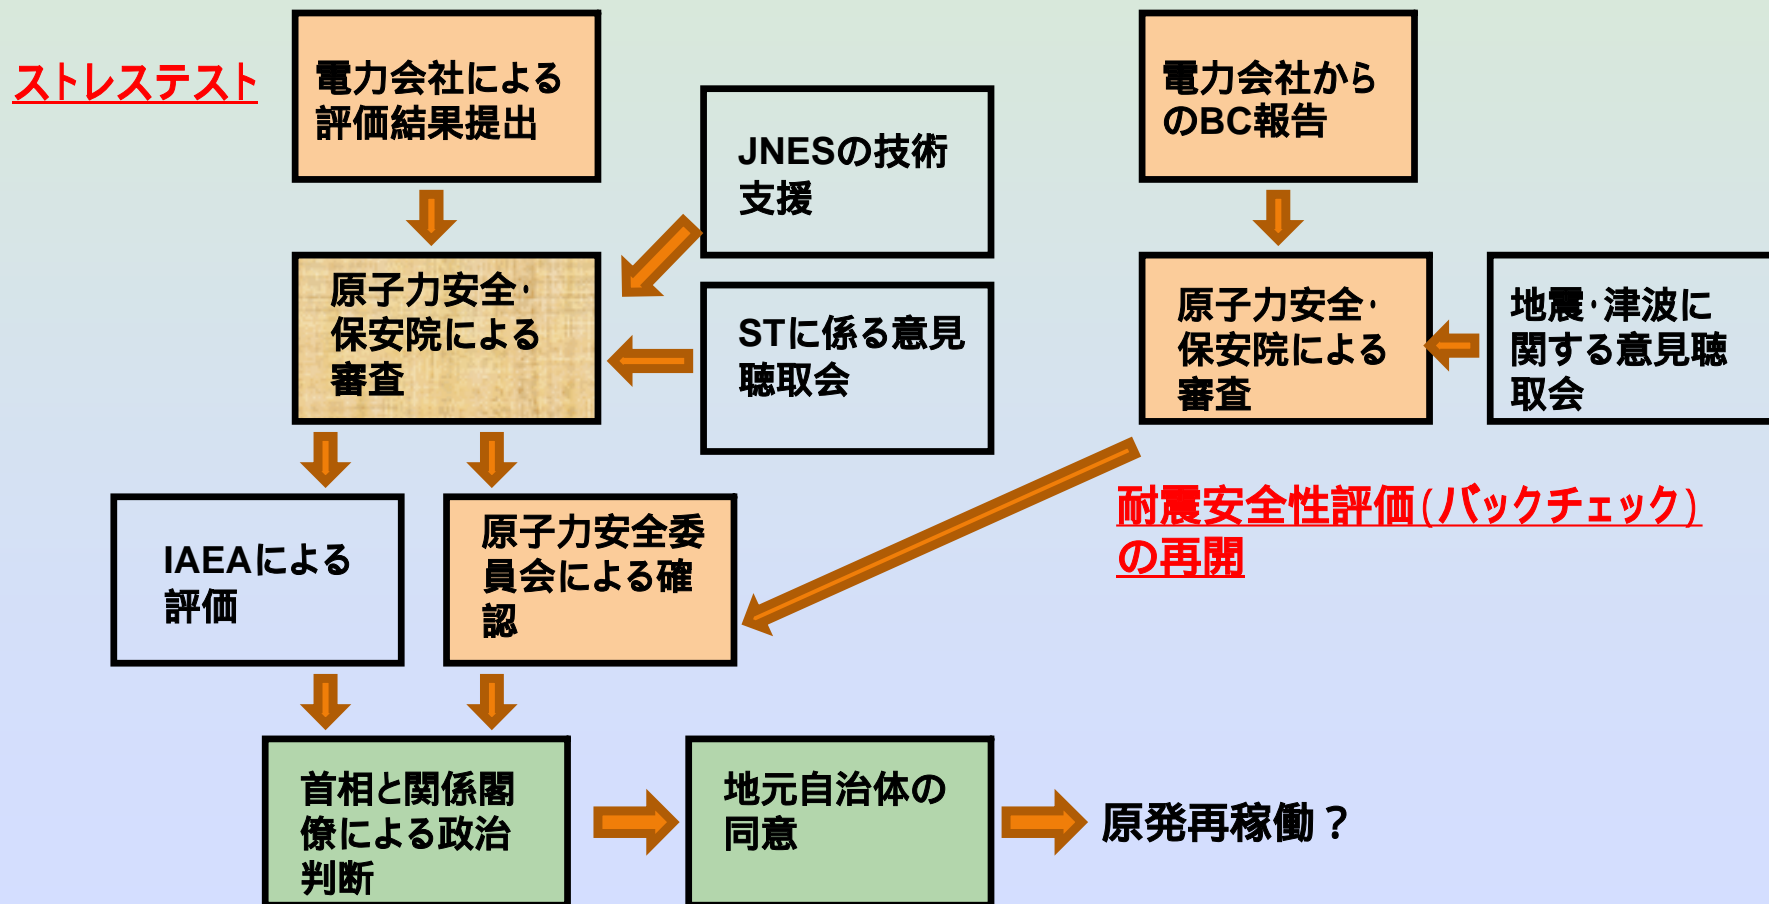 ストレステスト
電力会社による
評価結果提出
JNESの技術
支援
電力会社から
のBC報告
原子力安全・
保安院による
審査
STに係る意見
聴取会
原子力安全・
保安院による
審査
地震・津波に
関する意見聴
取会
耐震安全性評価(バックチェック)
の再開
IAEAによる
評価
原子力安全委
員会による確
認
首相と関係閣
僚による政治
判断
地元自治体の
同意
原発再稼働？